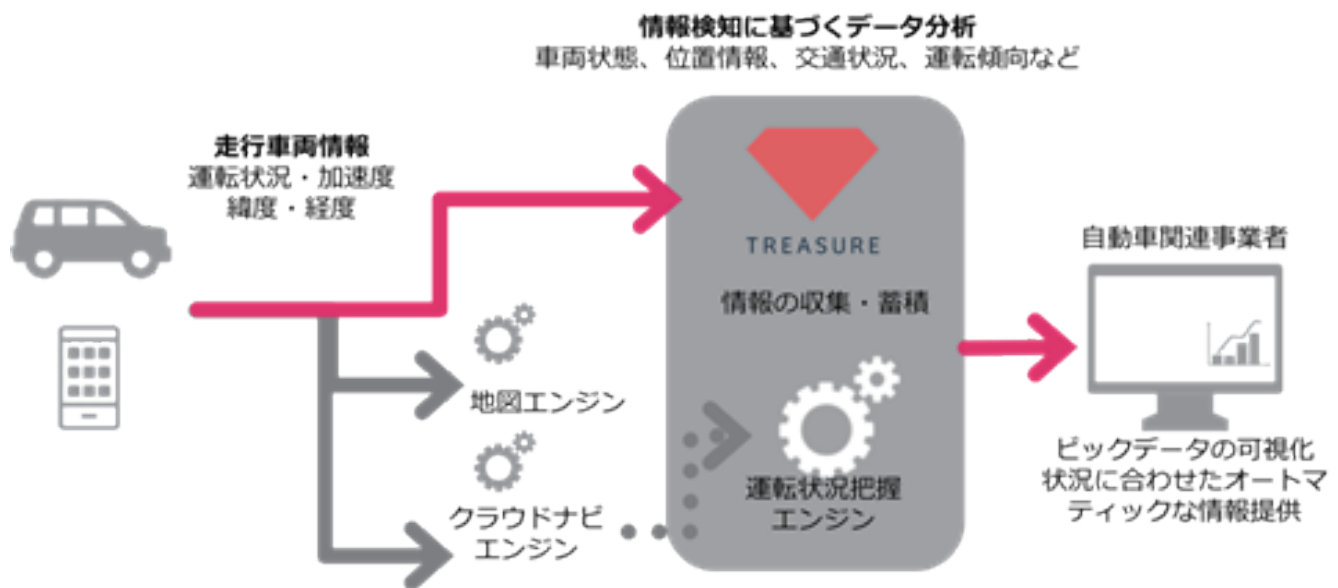 情報検知に基づくデータ分析
車両状態、位置情報、交通状況、運転傾向など
走行車両情報
運転状況・加速度
緯度・経度
TREASURE
情報の収集・蓄積
地図エンジン
クラウドナビ
エンジン
運転状況把握
エンジン
自動車関連事業者
ビックデータの可視化
状況に合わせたオートマ
ティックな情報提供